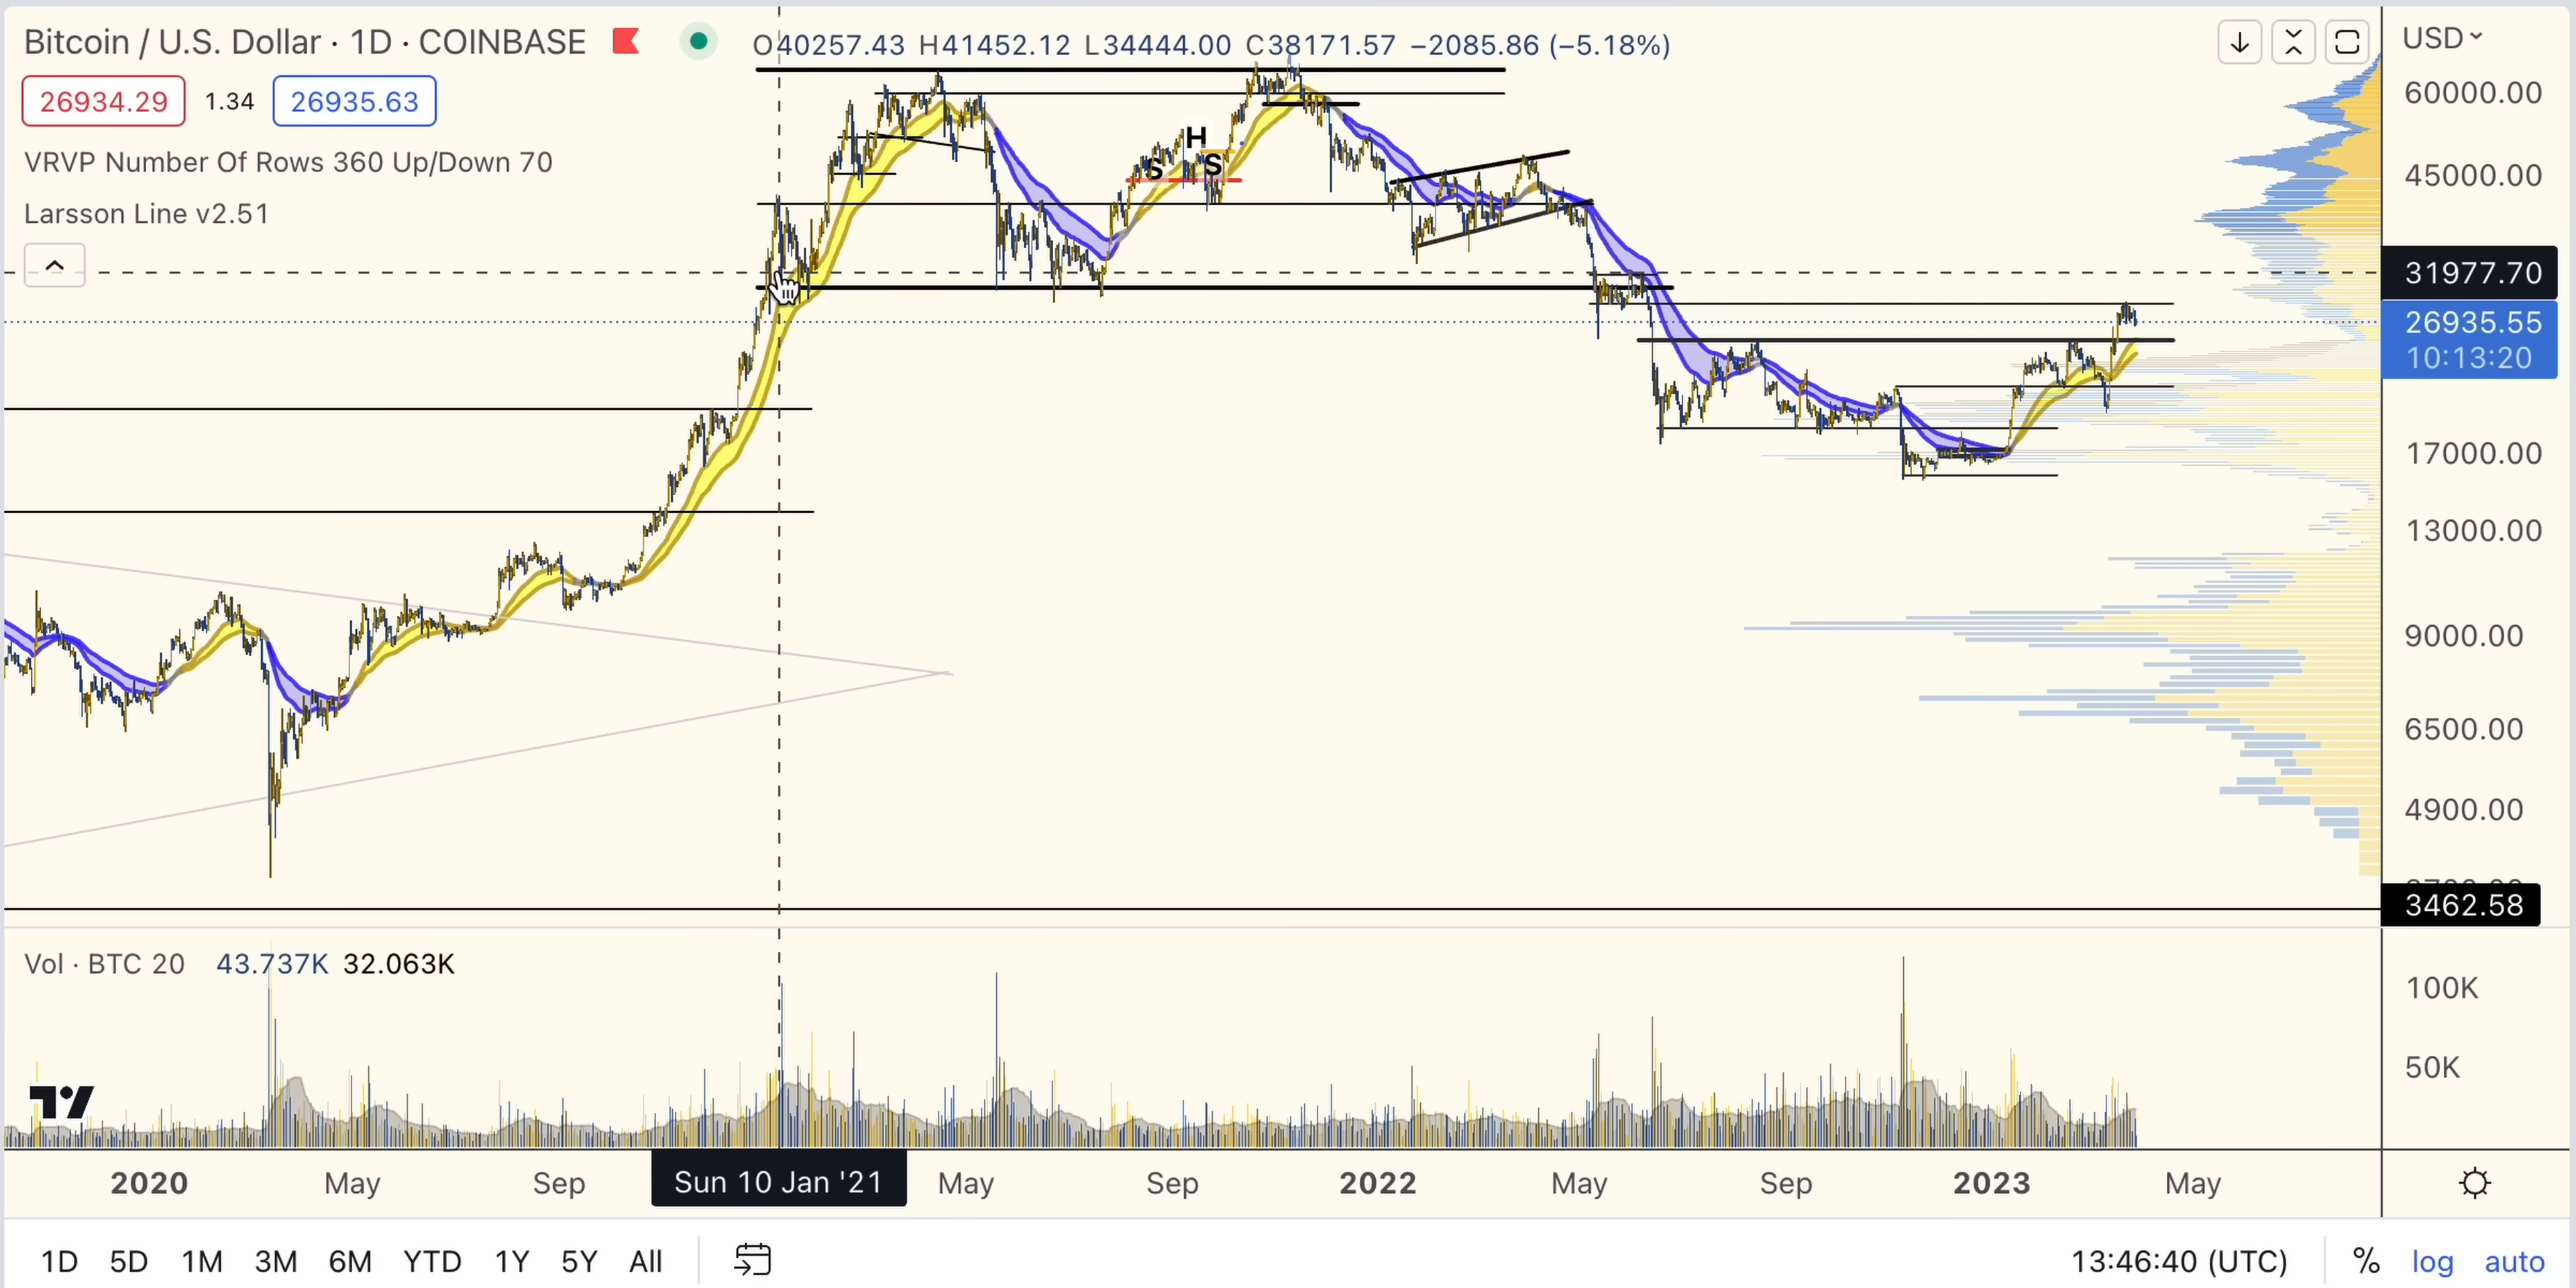 Bitcoin / U.S. Dollar · 1D · COINBASE
O40257.43 H41452.12 L34444.00 C38171.57 −2085.86 (−5.18%)
USD
26934.29 1.34 26935.63
VRVP Number Of Rows 360 Up/Down 70
Larsson Line v2.51
H
S
S
60000.00
45000.00
31977.70
26935.55
10:13:20
17000.00
13000.00
9000.00
6500.00
4900.00
3462.58
Vol · BTC 20 43.737K 32.063K
100K
50K
2020 May Sep Sun 10 Jan '21 May Sep 2022 May Sep 2023 May
1D 5D 1M 3M 6M YTD 1Y 5Y All 13:46:40 (UTC) % log auto